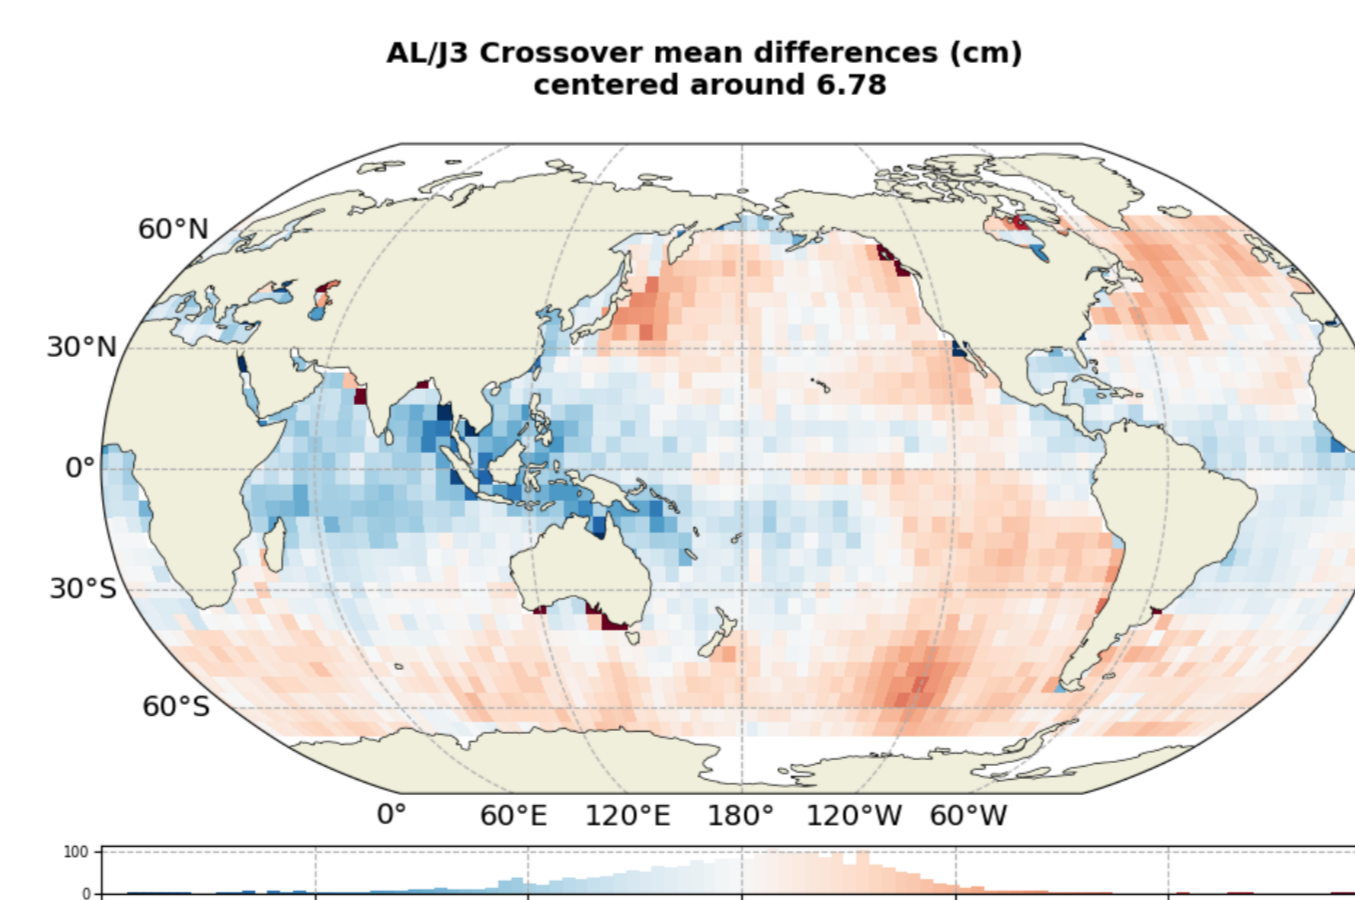 AL/J3 Crossover mean differences (cm)
centered around 6.78
60°N
30°N
0°
30°S
60°S
0° 60°E 120°E 180° 120°W 60°W
100
0